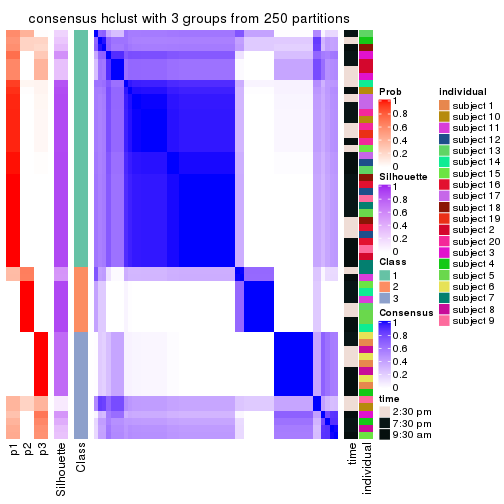 consensus hclust with 3 groups from 250 partitions
Prob
1
0.8
0.6
0.4
0.2
0
Silhouette
1
0.8
0.6
0.4
0.2
0
Class
1
2
3
Consensus
1
0.8
0.6
0.4
0.2
0
time
2:30 pm
7:30 pm
9:30 am
individual
subject 1
subject 10
subject 11
subject 12
subject 13
subject 14
subject 15
subject 16
subject 17
subject 18
subject 19
subject 2
subject 20
subject 3
subject 4
subject 5
subject 6
subject 7
subject 8
subject 9
p1
p2
p3
Silhouette
Class
time
individual